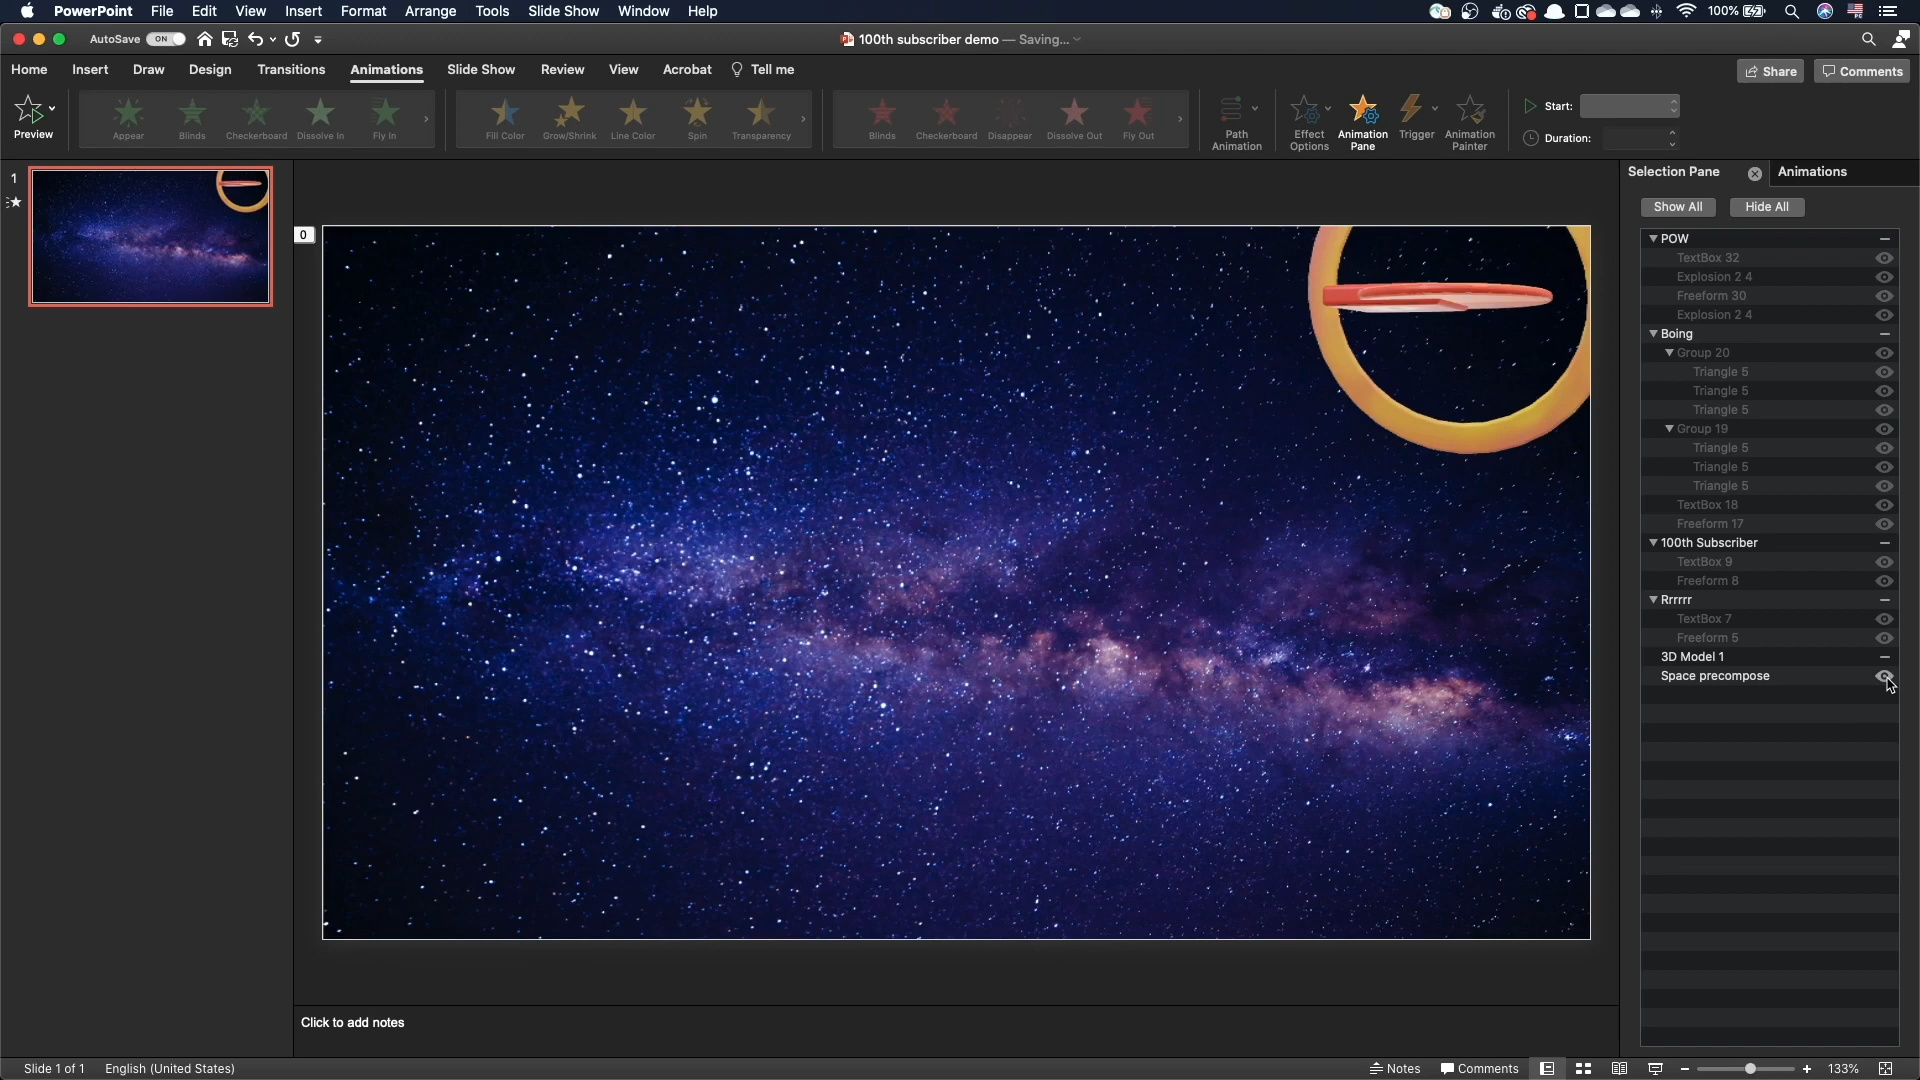 PowerPoint File Edit View Insert Format Arrange Tools Slide Show Window Help 100%
AutoSave ON 100th subscriber demo — Saving...
Home Insert Draw Design Transitions Animations Slide Show Review View Acrobat Tell me Share Comments
Preview Appear Blinds Checkerboard Dissolve In Fly In Fill Color Grow/Shrink Line Color Spin Transparency Blinds Checkerboard Disappear Dissolve Out Fly Out
Path Animation Effect Options Animation Pane Trigger Animation Painter
Start:
Duration:
1
0
Selection Pane Animations
Show All Hide All
POW
TextBox 32
Explosion 2 4
Freeform 30
Explosion 2 4
Boing
Group 20
Triangle 5
Triangle 5
Triangle 5
Group 19
Triangle 5
Triangle 5
Triangle 5
TextBox 18
Freeform 17
100th Subscriber
TextBox 9
Freeform 8
Rrrrrr
TextBox 7
Freeform 5
3D Model 1
Space precompose
Click to add notes
Slide 1 of 1 English (United States) Notes Comments 133%